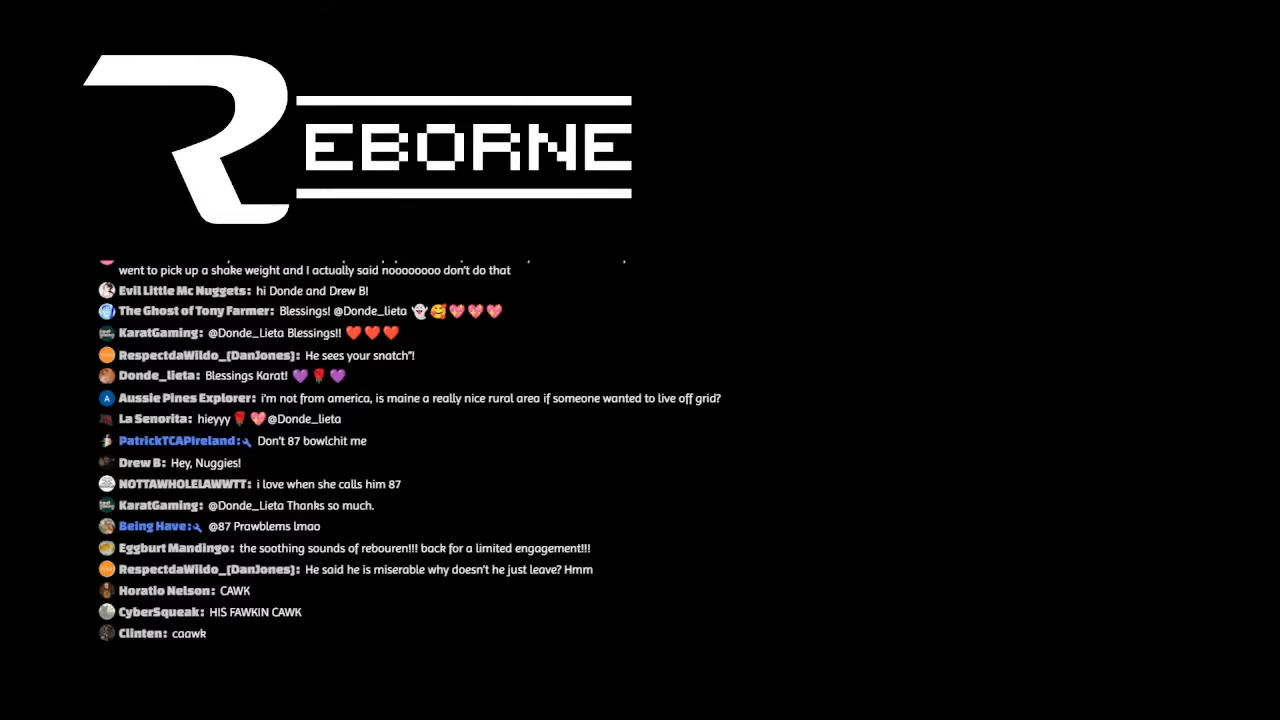 REBORNE
went to pick up a shake weight and I actually said noooooooo don't do that
Evil Little Mc Nuggets: hi Donde and Drew B!
The Ghost of Tony Farmer: Blessings! @Donde_lieta 👻🥰💖💖💖
KaratGaming: @Donde_Lieta Blessings!! ❤️❤️❤️
RespectdaWildo_(DanJones): He sees your snatch"!
Donde_lieta: Blessings Karat! 💜🌹💜
A Aussie Pines Explorer: i'm not from america, is maine a really nice rural area if someone wanted to live off grid?
La Senorita: hieyyy🌹💖@Donde_lieta
PatrickTCAPIreland: Don't 87 bowlchit me
Drew B: Hey, Nuggies!
NOTTAWHOLELAWWTT: i love when she calls him 87
KaratGaming: @Donde_Lieta Thanks so much.
Being Have: @87 Prawblems lmao
Eggburt Mandingo: the soothing sounds of rebouren!!! back for a limited engagement!!!
RespectdaWildo_(DanJones): He said he is miserable why doesn't he just leave? Hmm
Horatio Nelson: CAWK
CyberSqueak: HIS FAWKIN CAWK
Clinten: caawk